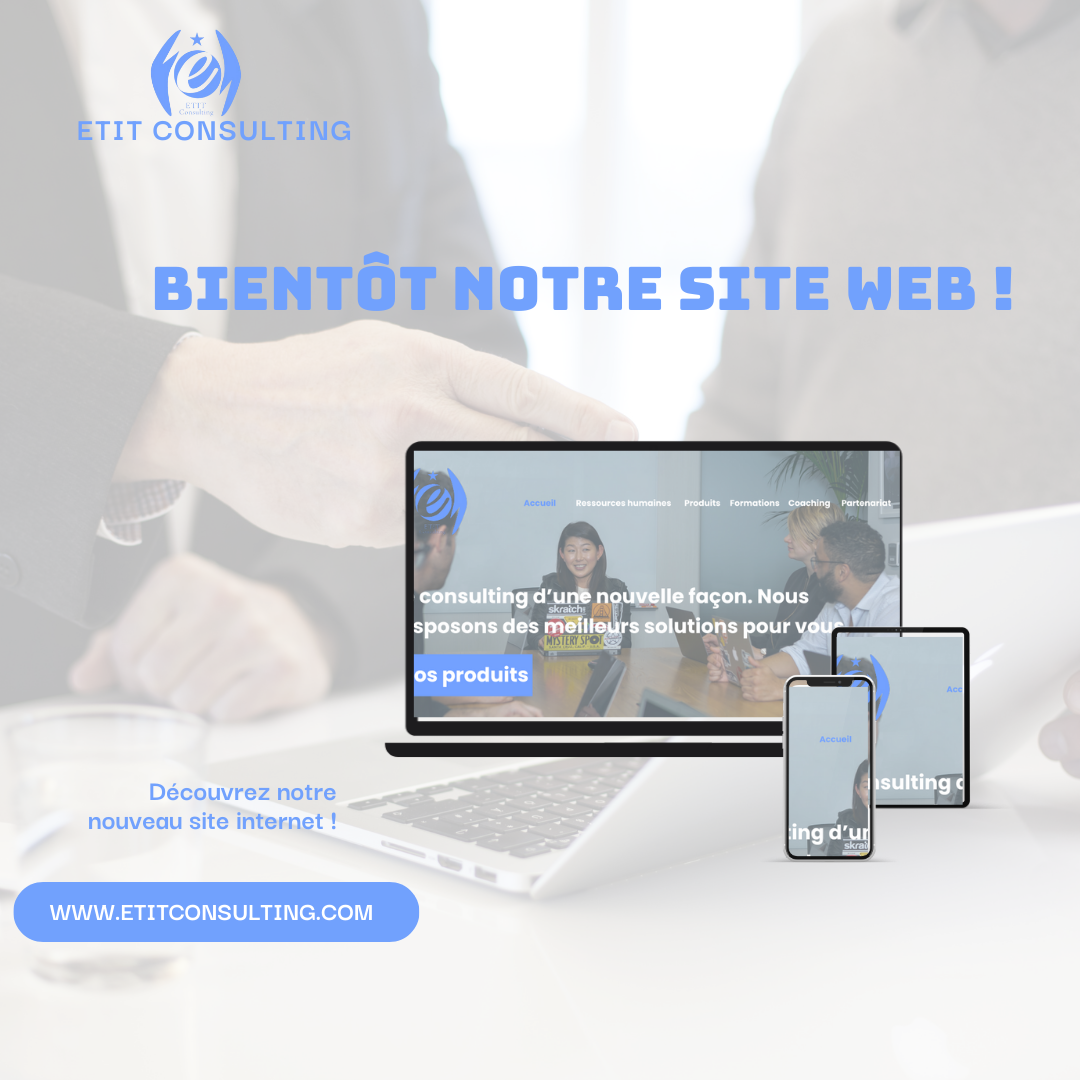 ETIT
Consulting
ETIT CONSULTING
BIENTÔT NOTRE SITE WEB !
Accueil Ressources humaines Produits Formations Coaching Partenariat
consulting d'une nouvelle façon. Nous
sposons des meilleurs solutions pour vous
skratch
MYSTERY SPOT
os produits
Acc
Accueil
nsulting d
ting d'un
skrat
Découvrez notre
nouveau site internet !
WWW.ETITCONSULTING.COM